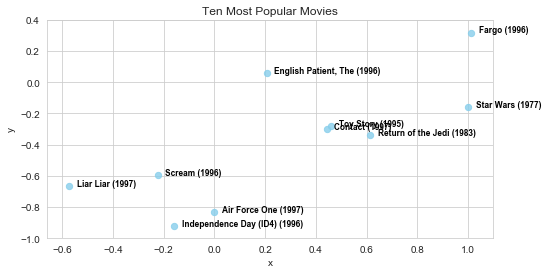 Ten Most Popular Movies
0.4
Fargo (1996)
0.2
English Patient, The (1996)
0.0
Star Wars (1977)
−0.2
Toy Story (1995)
Contact (1997)
Return of the Jedi (1983)
−0.4
y
Scream (1996)
−0.6
Liar Liar (1997)
−0.8
Air Force One (1997)
Independence Day (ID4) (1996)
−1.0
−0.6 −0.4 −0.2 0.0 0.2 0.4 0.6 0.8 1.0
x